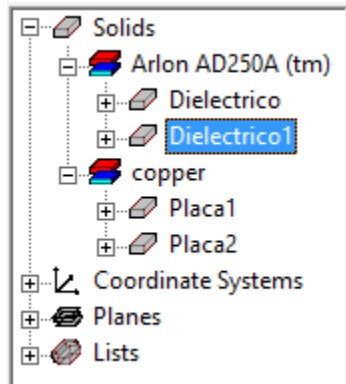 Solids
Arlon AD250A (tm)
Dielectrico
Dielectrico1
copper
Placa1
Placa2
Coordinate Systems
Planes
Lists